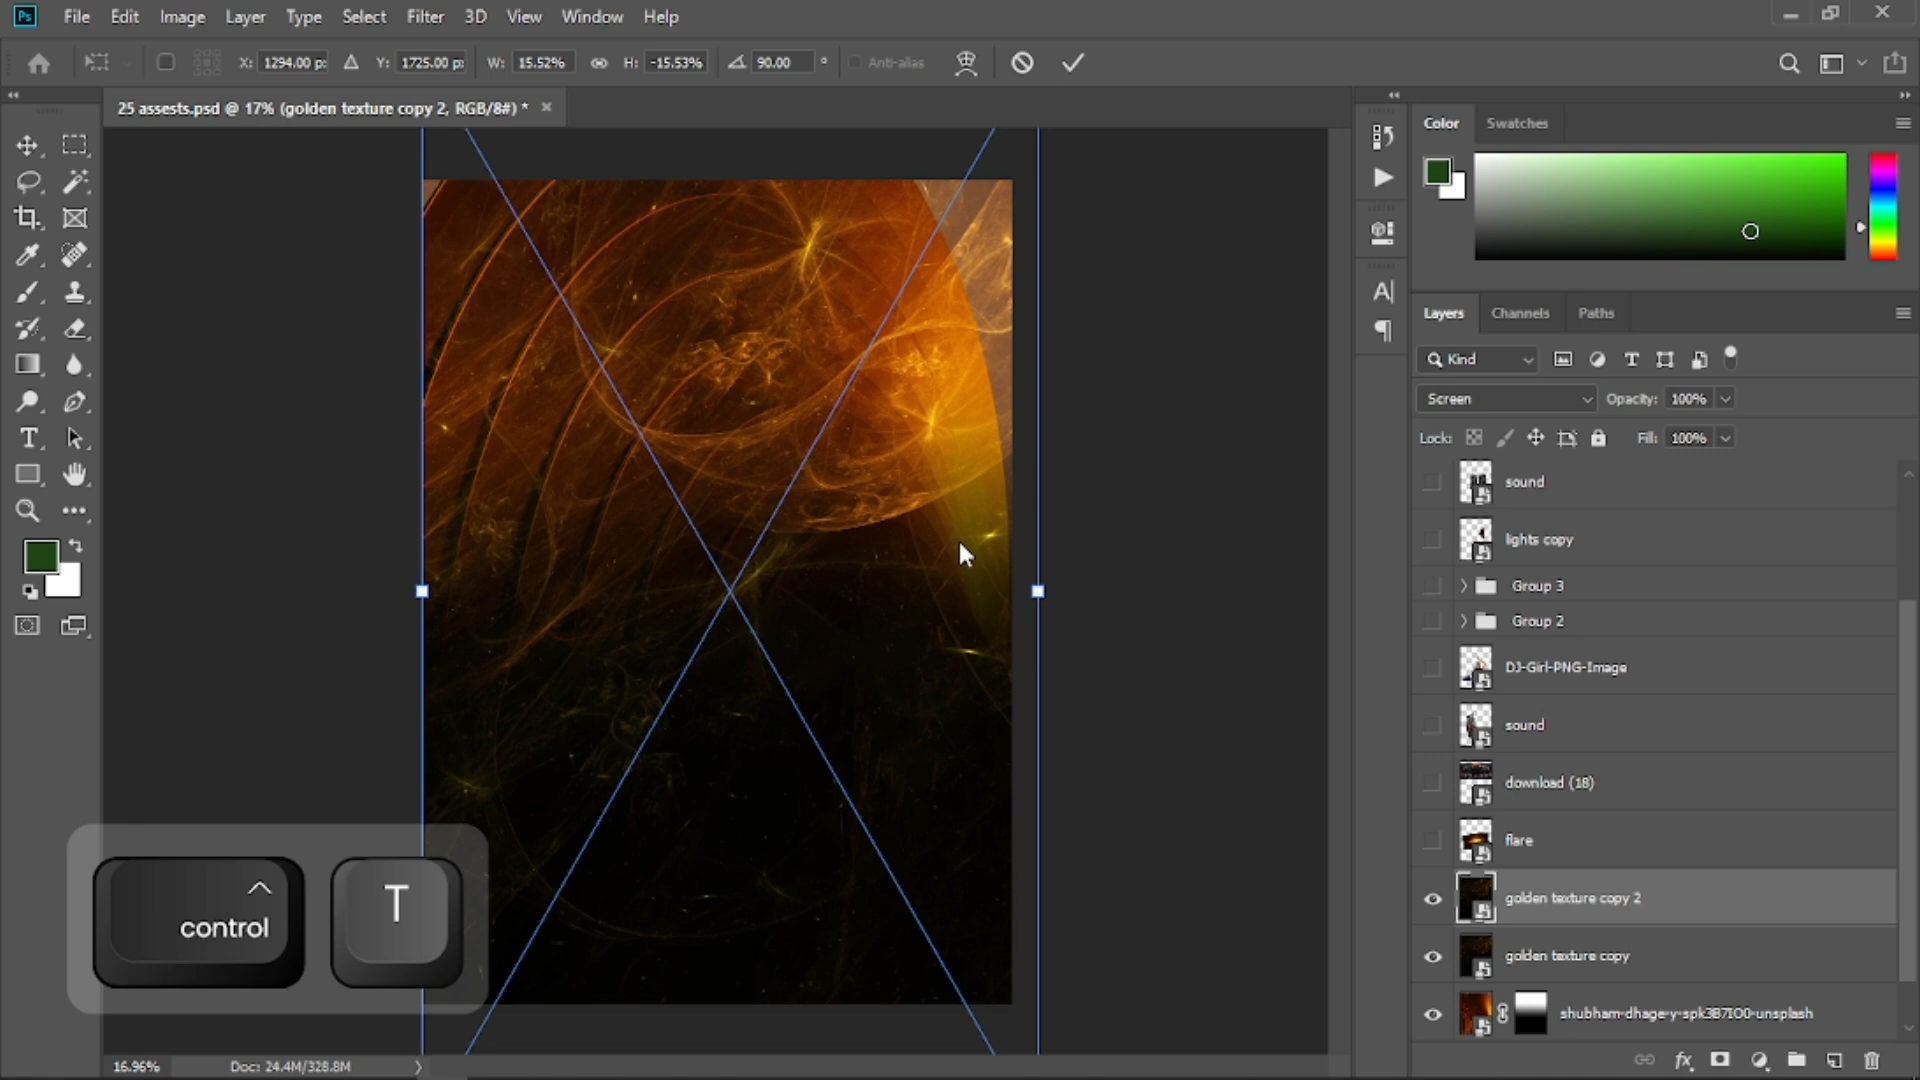 Ps File Edit Image Layer Type Select Filter 3D View Window Help
X: 1294.00 px Y: 1725.00 px W: 15.52% H: -15.53% 90.00 ° Anti-alias
25 assests.psd @ 17% (golden texture copy 2, RGB/8#) *
Color Swatches
Layers Channels Paths
Kind
Screen Opacity: 100%
Lock: Fill: 100%
sound
lights copy
Group 3
Group 2
DJ-Girl-PNG-Image
sound
download (18)
flare
golden texture copy 2
golden texture copy
shubham-dhage-y-spk3B7IO0-unsplash
control
T
16.96% Doc: 24.4M/328.8M